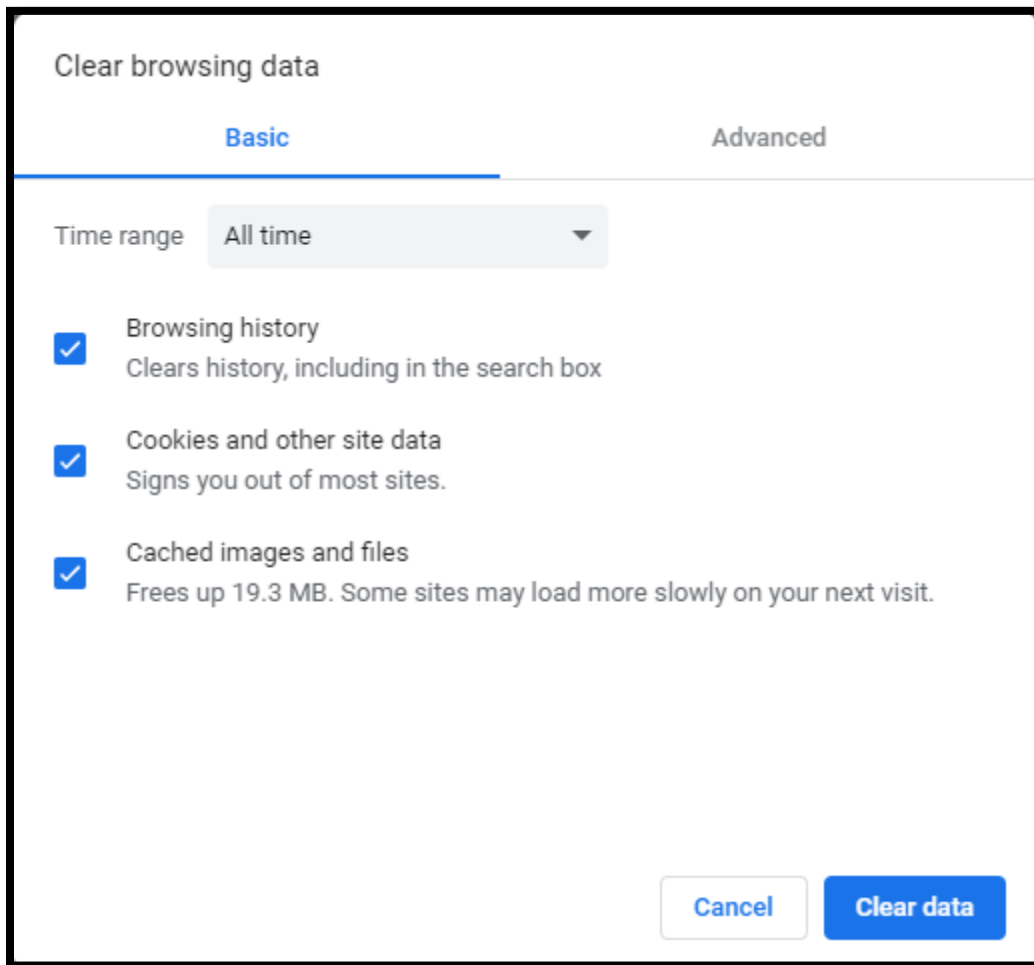 Clear browsing data
Basic Advanced
Time range All time
Browsing history
Clears history, including in the search box
Cookies and other site data
Signs you out of most sites.
Cached images and files
Frees up 19.3 MB. Some sites may load more slowly on your next visit.
Cancel Clear data